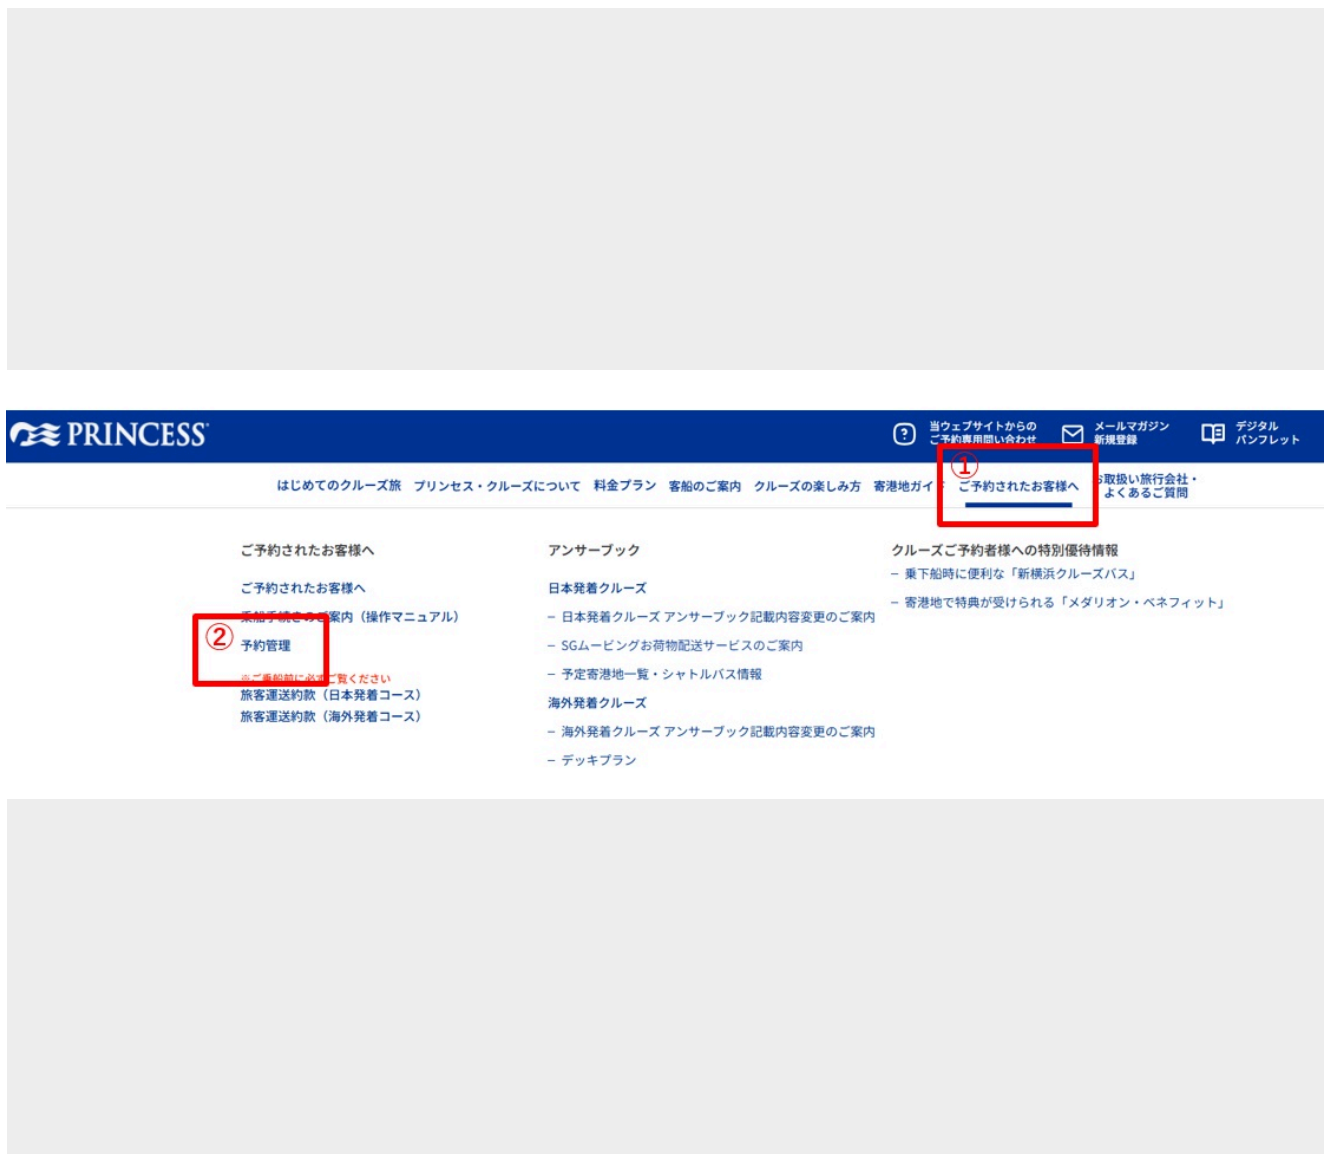 PRINCESS
当ウェブサイトからの
ご予約専用問い合わせ
メールマガジン
新規登録
デジタル
パンフレット
①
はじめてのクルーズ旅
プリンセス・クルーズについて
料金プラン
客船のご案内
クルーズの楽しみ方
寄港地ガイド
ご予約されたお客様へ
お取扱い旅行会社・
よくあるご質問
ご予約されたお客様へ
ご予約されたお客様へ
乗船手続きのご案内（操作マニュアル）
②
予約管理
※ご乗船前に必ずご覧ください
旅客運送約款（日本発着コース）
旅客運送約款（海外発着コース）
アンサーブック
日本発着クルーズ
– 日本発着クルーズ アンサーブック記載内容変更のご案内
– SGムービングお荷物配送サービスのご案内
– 予定寄港地一覧・シャトルバス情報
海外発着クルーズ
– 海外発着クルーズ アンサーブック記載内容変更のご案内
– デッキプラン
クルーズご予約者様への特別優待情報
– 乗下船時に便利な「新横浜クルーズバス」
– 寄港地で特典が受けられる「メダリオン・ベネフィット」